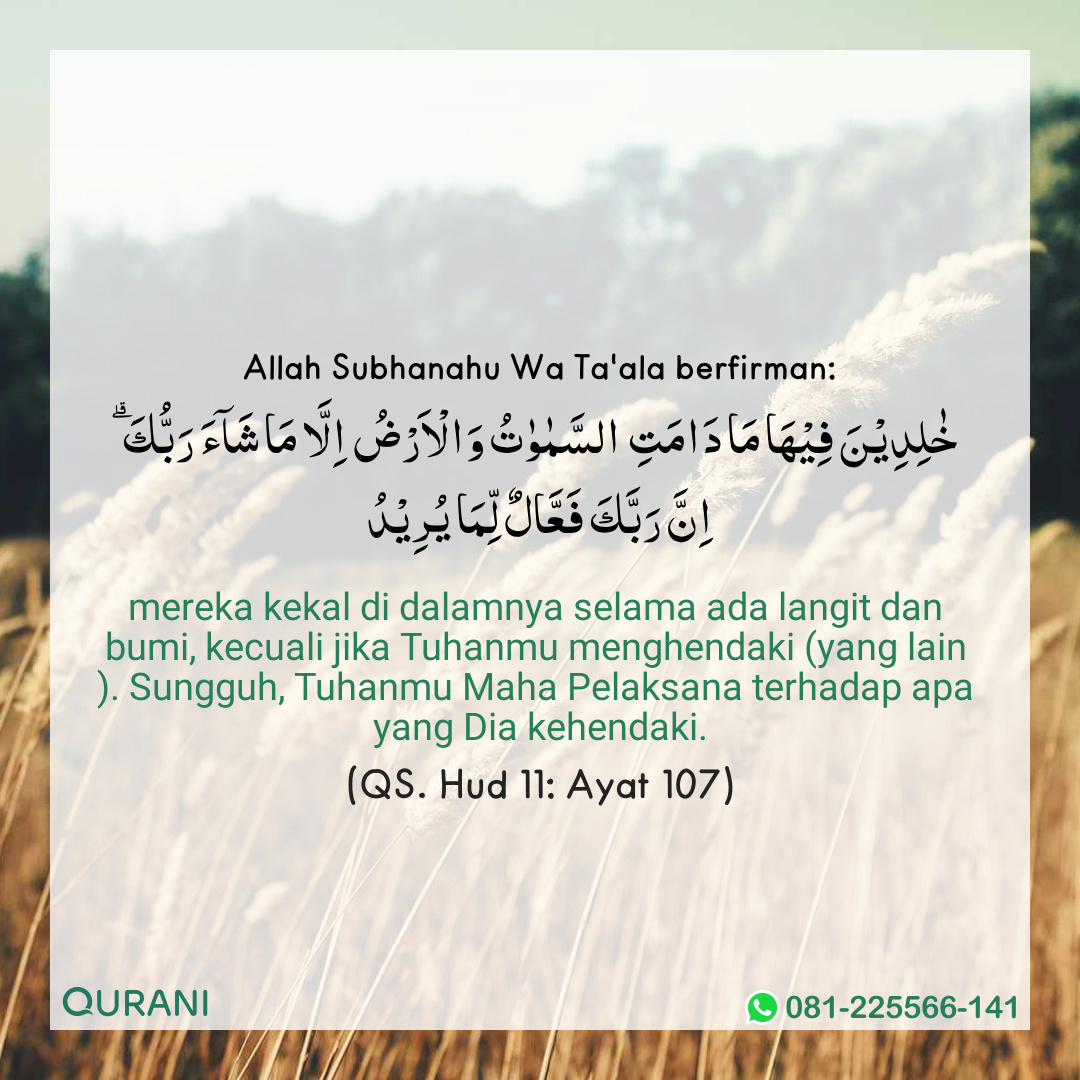 Allah Subhanahu Wa Ta'ala berfirman:
خٰلِدِيْنَ فِيْهَا مَا دَامَتِ السَّمٰوٰتُ وَالْاَرْضُ اِلَّا مَا شَاۤءَ رَبُّكَۗ
اِنَّ رَبَّكَ فَعَّالٌ لِّمَا يُرِيْدُ
mereka kekal di dalamnya selama ada langit dan
bumi, kecuali jika Tuhanmu menghendaki (yang lain
). Sungguh, Tuhanmu Maha Pelaksana terhadap apa
yang Dia kehendaki.
(QS. Hud 11: Ayat 107)
QURANI
081-225566-141